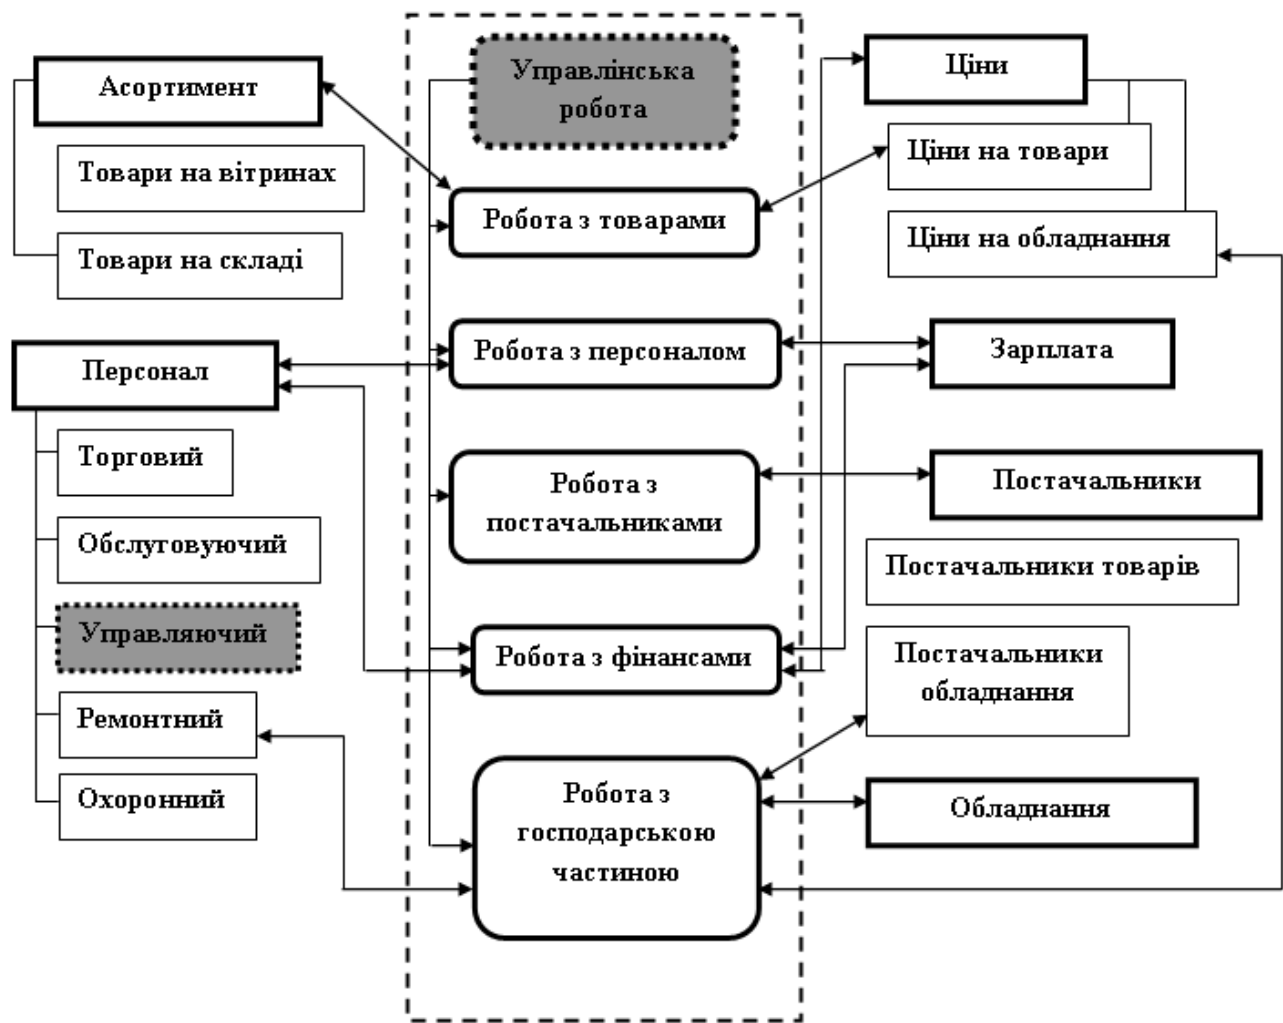 Асортимент
Товари на вітринах
Товари на складі
Персонал
Торговий
Обслуговуючий
Управляючий
Ремонтний
Охоронний
Управлінська
робота
Робота з товарами
Робота з персоналом
Робота з
постачальниками
Робота з фінансами
Робота з
господарською
частиною
Ціни
Ціни на товари
Ціни на обладнання
Зарплата
Постачальники
Постачальники товарів
Постачальники
обладнання
Обладнання